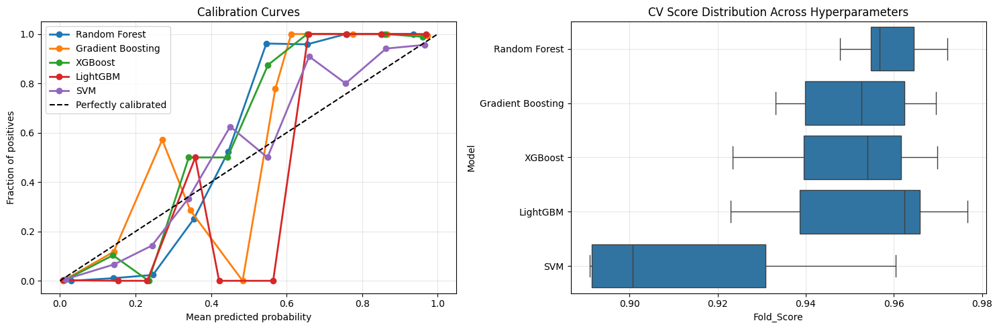 Calibration Curves
Random Forest
Gradient Boosting
XGBoost
LightGBM
SVM
Perfectly calibrated
Fraction of positives
1.0
0.8
0.6
0.4
0.2
0.0
0.0 0.2 0.4 0.6 0.8 1.0
Mean predicted probability
CV Score Distribution Across Hyperparameters
Model
Random Forest
Gradient Boosting
XGBoost
LightGBM
SVM
0.90 0.92 0.94 0.96 0.98
Fold_Score